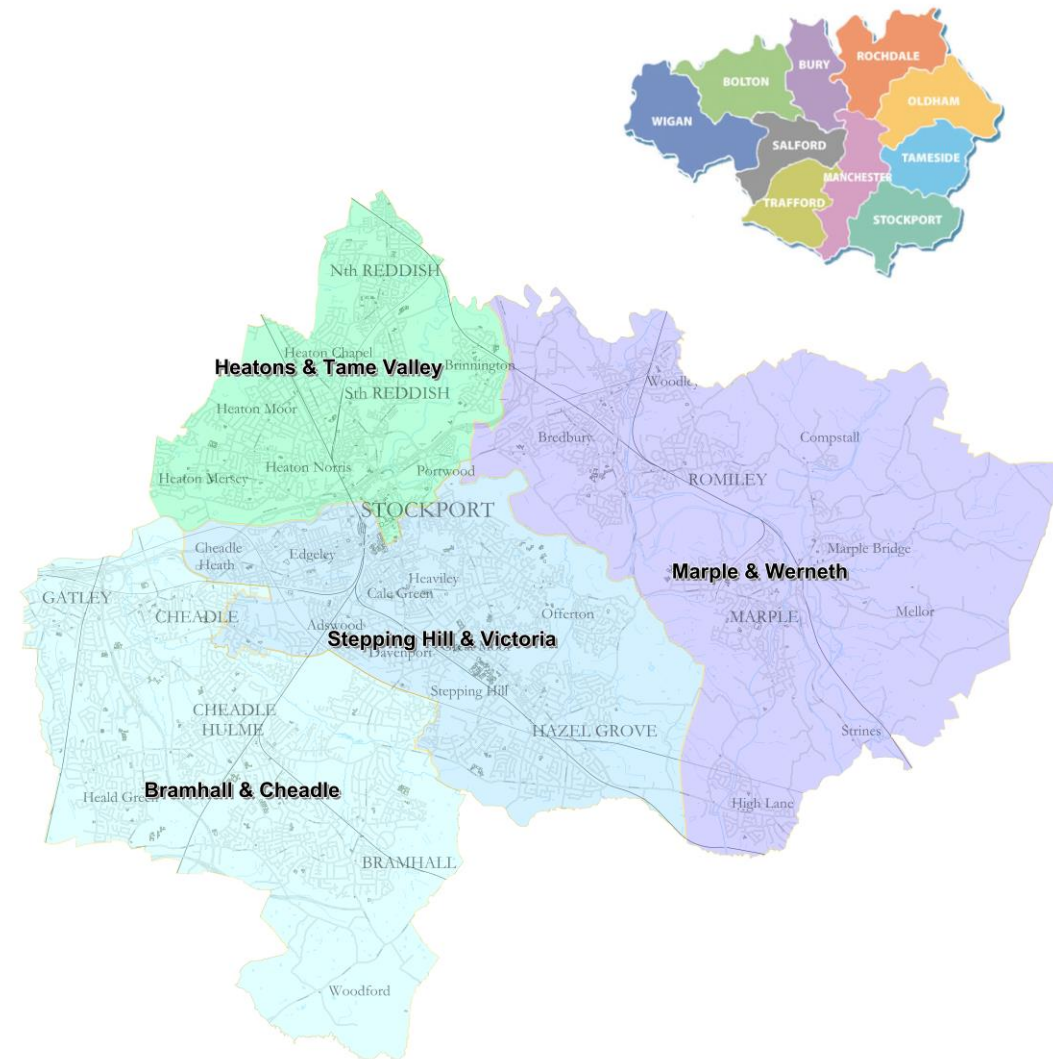 ROCHDALE
BURY
BOLTON
OLDHAM
WIGAN
SALFORD
TAMESIDE
MANCHESTER
TRAFFORD
STOCKPORT
Nth REDDISH
Heaton Chapel
Brinnington
Heatons & Tame Valley
Sth REDDISH
Heaton Moor
Woodley
Bredbury
Compstall
Heaton Norris
Portwood
Heaton Mersey
ROMILEY
STOCKPORT
Cheadle
Heath
Edgeley
Marple Bridge
Heaviley
Marple & Werneth
Cale Green
GATLEY
CHEADLE
Offerton
Mellor
MARPLE
Adswood
Stepping Hill & Victoria
Davenport
Stepping Hill
CHEADLE
HULME
HAZEL GROVE
Strines
Bramhall & Cheadle
Heald Green
High Lane
BRAMHALL
Woodford